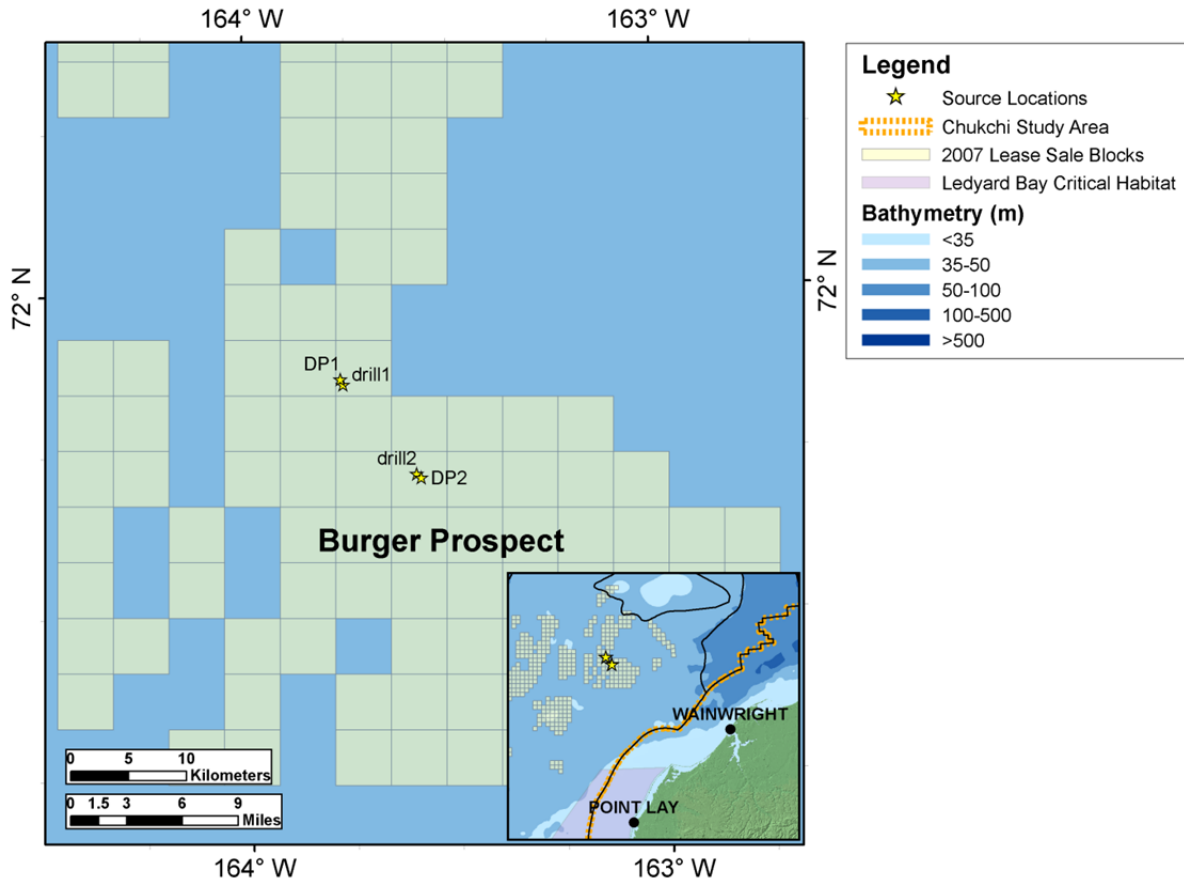 164° W
163° W
72° N
72° N
DP1
drill1
drill2
DP2
Burger Prospect
WAINWRIGHT
POINT LAY
0 5 10
Kilometers
0 1.5 3 6 9
Miles
164° W
163° W
Legend
Source Locations
Chukchi Study Area
2007 Lease Sale Blocks
Ledyard Bay Critical Habitat
Bathymetry (m)
<35
35-50
50-100
100-500
>500